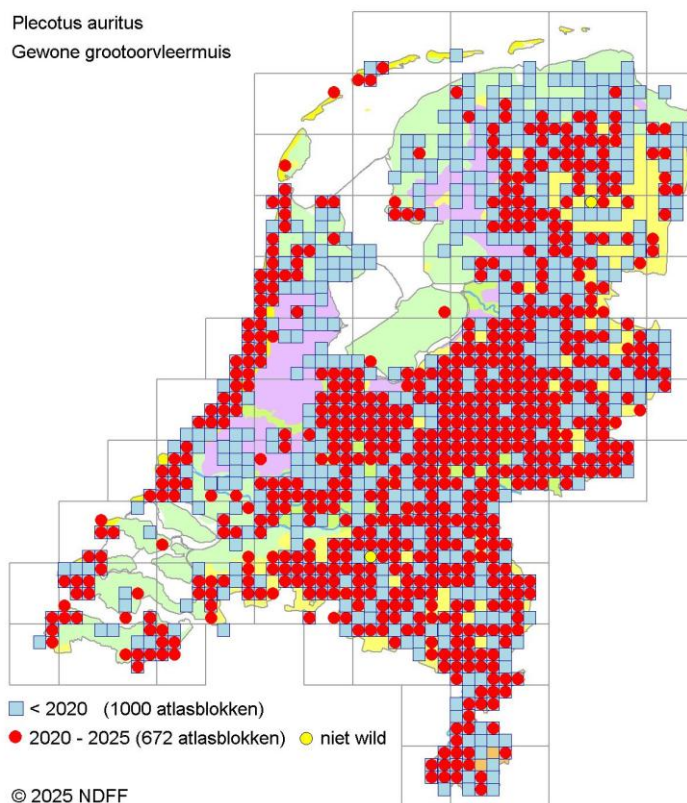 Plecotus auritus
Gewone grootoorvleermuis
< 2020 (1000 atlasblokken)
2020 - 2025 (672 atlasblokken) niet wild
© 2025 NDFF